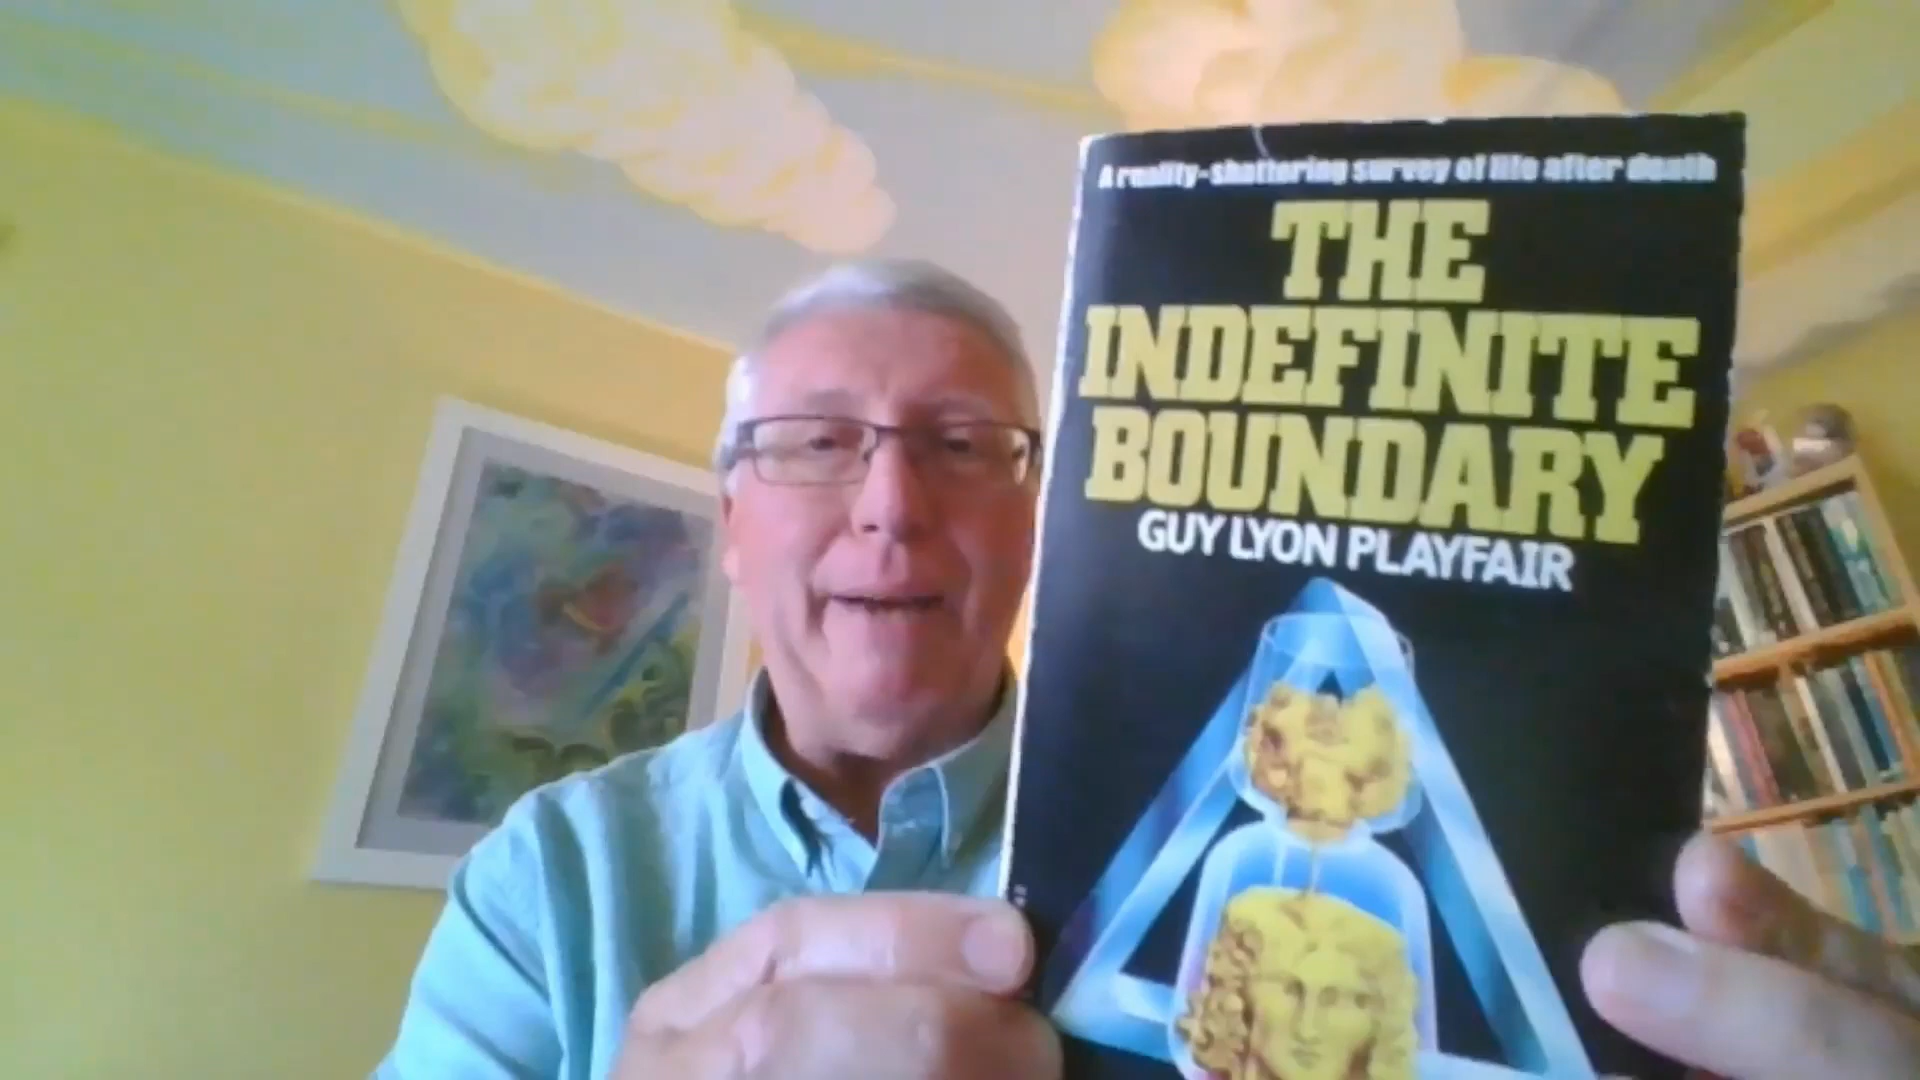 A reality-shattering survey of life after death
THE
INDEFINITE
BOUNDARY
GUY LYON PLAYFAIR